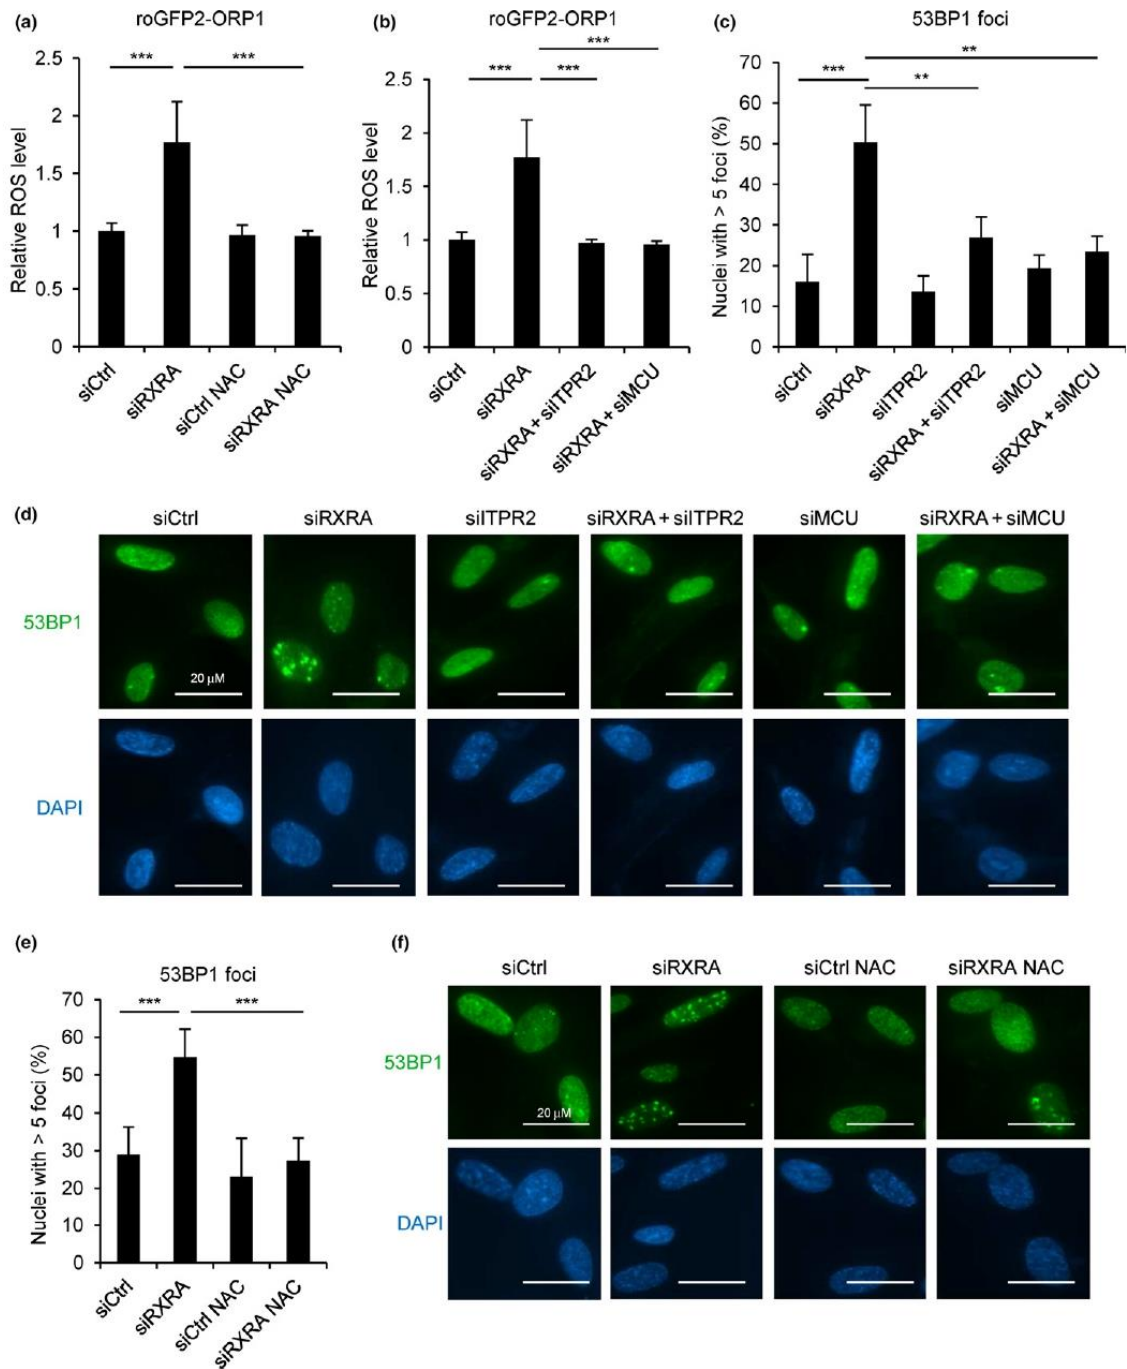 (a)
roGFP2-ORP1
***
***
Relative ROS level
2.5
2
1.5
1
0.5
0
siCtrl
siRXRA
siCtrl NAC
siRXRA NAC
(b)
roGFP2-ORP1
***
***
***
Relative ROS level
2.5
2
1.5
1
0.5
0
siCtrl
siRXRA
siRXRA + siITPR2
siRXRA + siMCU
(c)
53BP1 foci
**
***
**
Nuclei with > 5 foci (%)
70
60
50
40
30
20
10
0
siCtrl
siRXRA
siITPR2
siRXRA + siITPR2
siMCU
siRXRA + siMCU
(d)
siCtrl
siRXRA
siITPR2
siRXRA + siITPR2
siMCU
siRXRA + siMCU
53BP1
20 μM
DAPI
(e)
53BP1 foci
***
***
Nuclei with > 5 foci (%)
70
60
50
40
30
20
10
0
siCtrl
siRXRA
siCtrl NAC
siRXRA NAC
(f)
siCtrl
siRXRA
siCtrl NAC
siRXRA NAC
53BP1
20 μM
DAPI